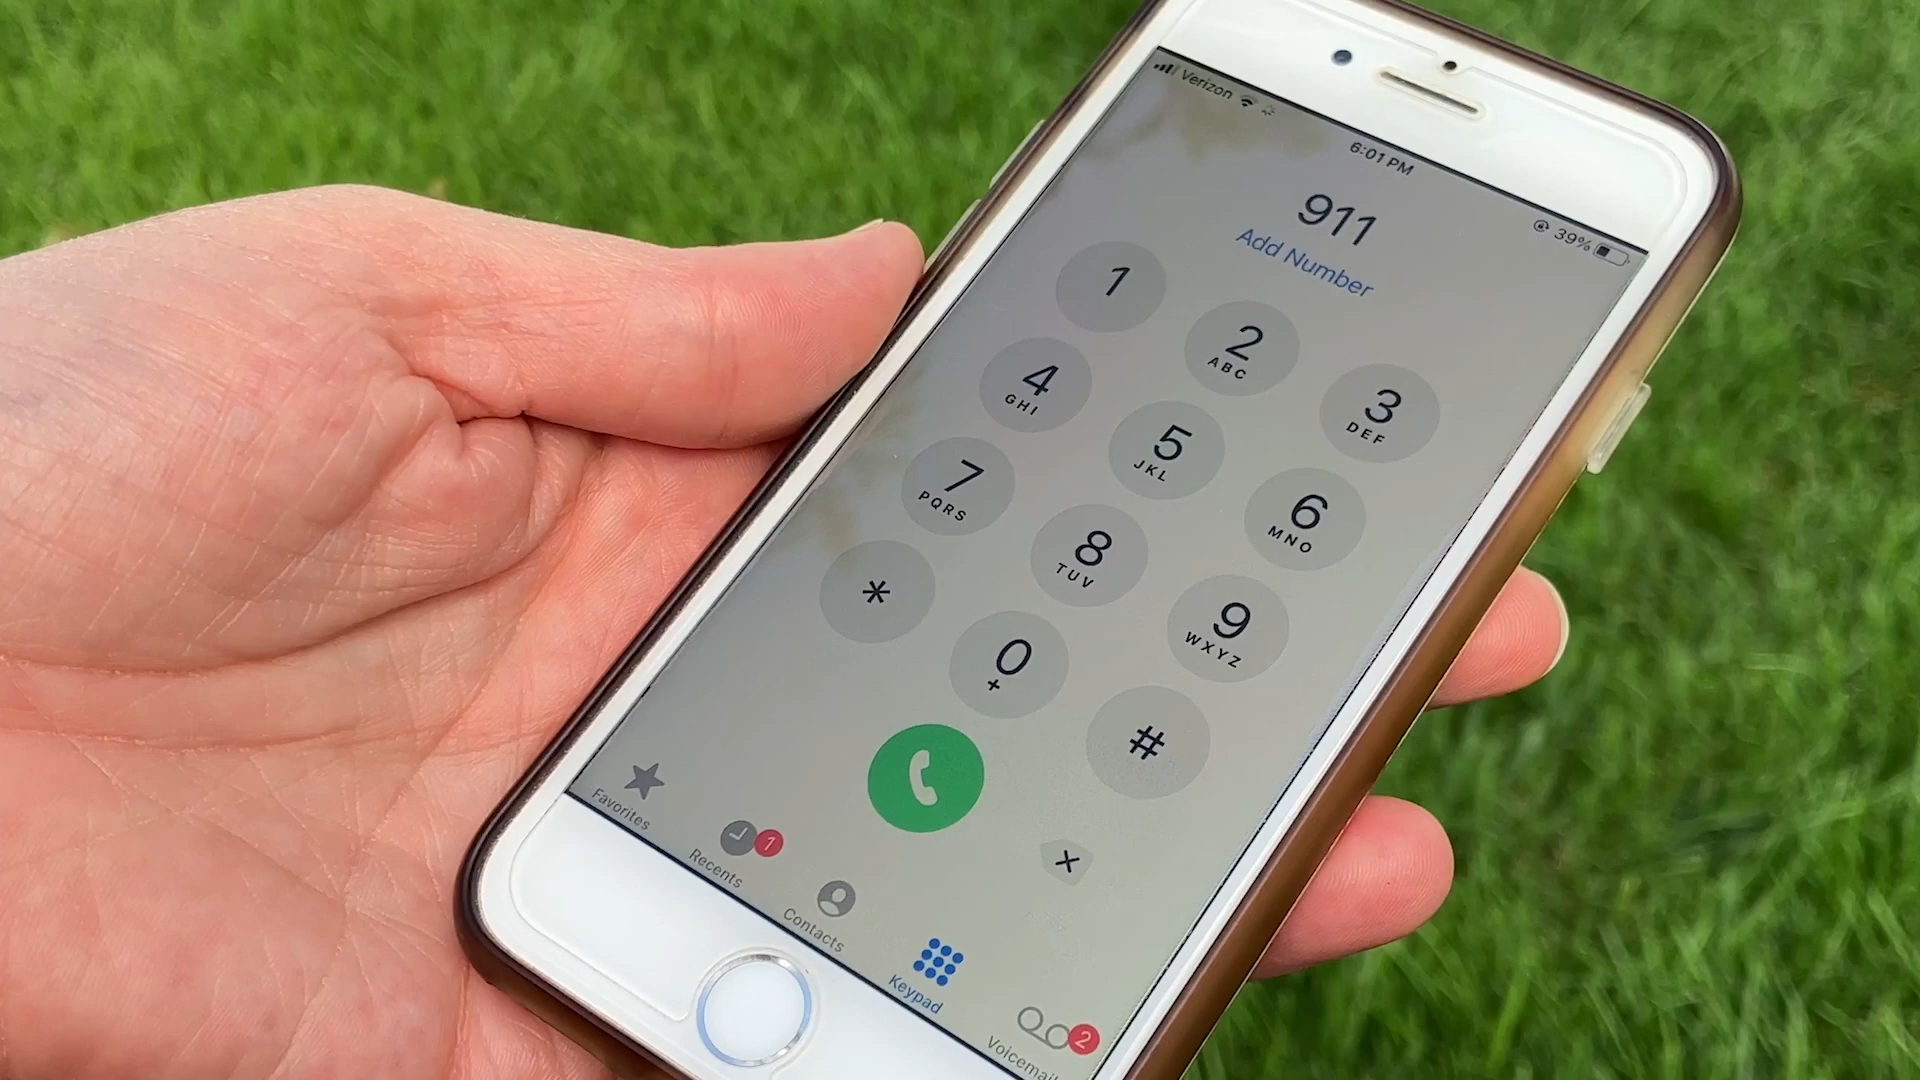 Verizon
6:01 PM
39%
911
Add Number
1
2
ABC
3
DEF
4
GHI
5
JKL
6
MNO
7
PQRS
8
TUV
9
WXYZ
*
0
+
#
Favorites
1
Recents
Contacts
Keypad
2
Voicemail